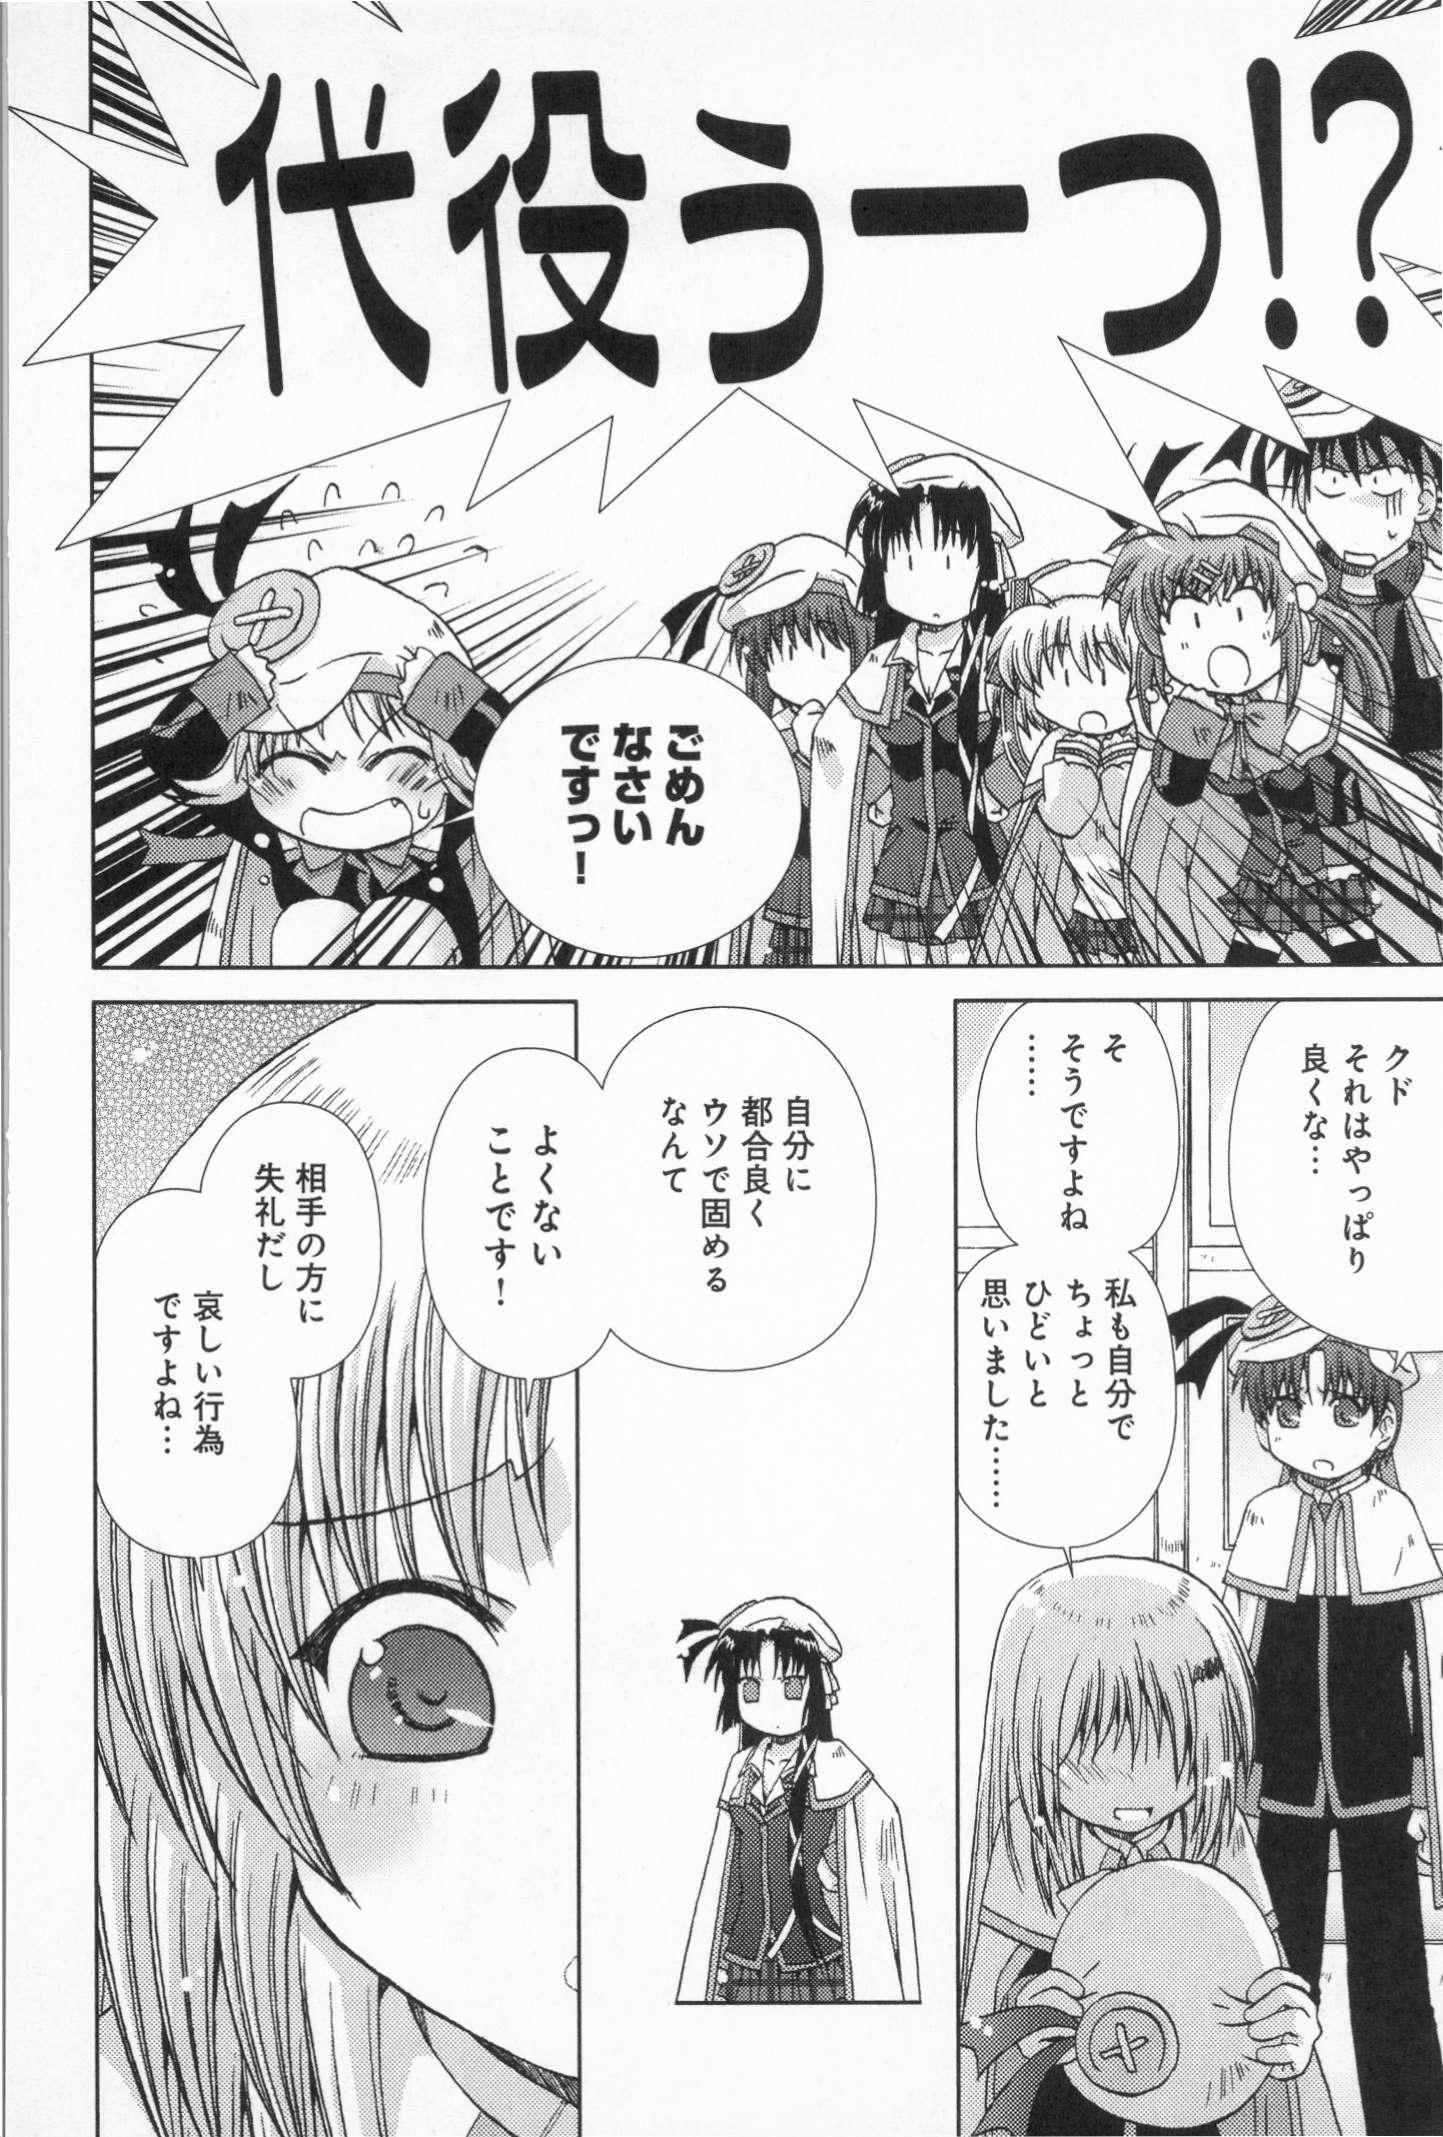 代役うーっ!?
ごめん
なさい
ですっ!
クド
それはやっぱり
良くな…
そ
そうですよね
……
私も自分で
ちょっと
ひどいと
思いました……
自分に
都合良く
ウソで固める
なんて
よくない
ことです!
相手の方に
失礼だし
哀しい行為
ですよね…